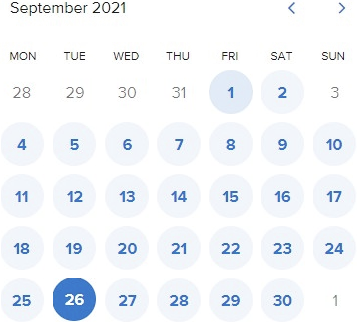 September 2021
MON TUE WED THU FRI SAT SUN
28 29 30 31 1 2 3
4 5 6 7 8 9 10
11 12 13 14 15 16 17
18 19 20 21 22 23 24
25 26 27 28 29 30 1